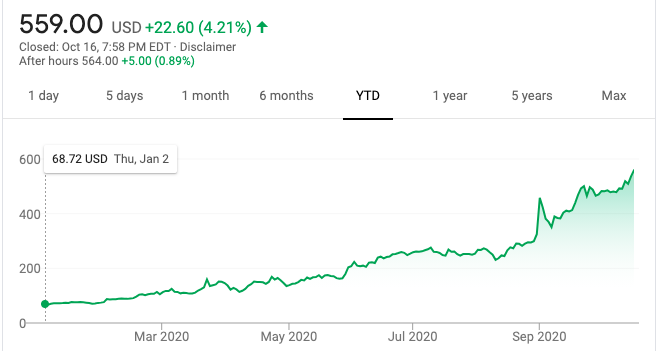 559.00 USD +22.60 (4.21%) ↑
Closed: Oct 16, 7:58 PM EDT · Disclaimer
After hours 564.00 +5.00 (0.89%)
1 day 5 days 1 month 6 months YTD 1 year 5 years Max
68.72 USD Thu, Jan 2
600
400
200
0
Mar 2020 May 2020 Jul 2020 Sep 2020